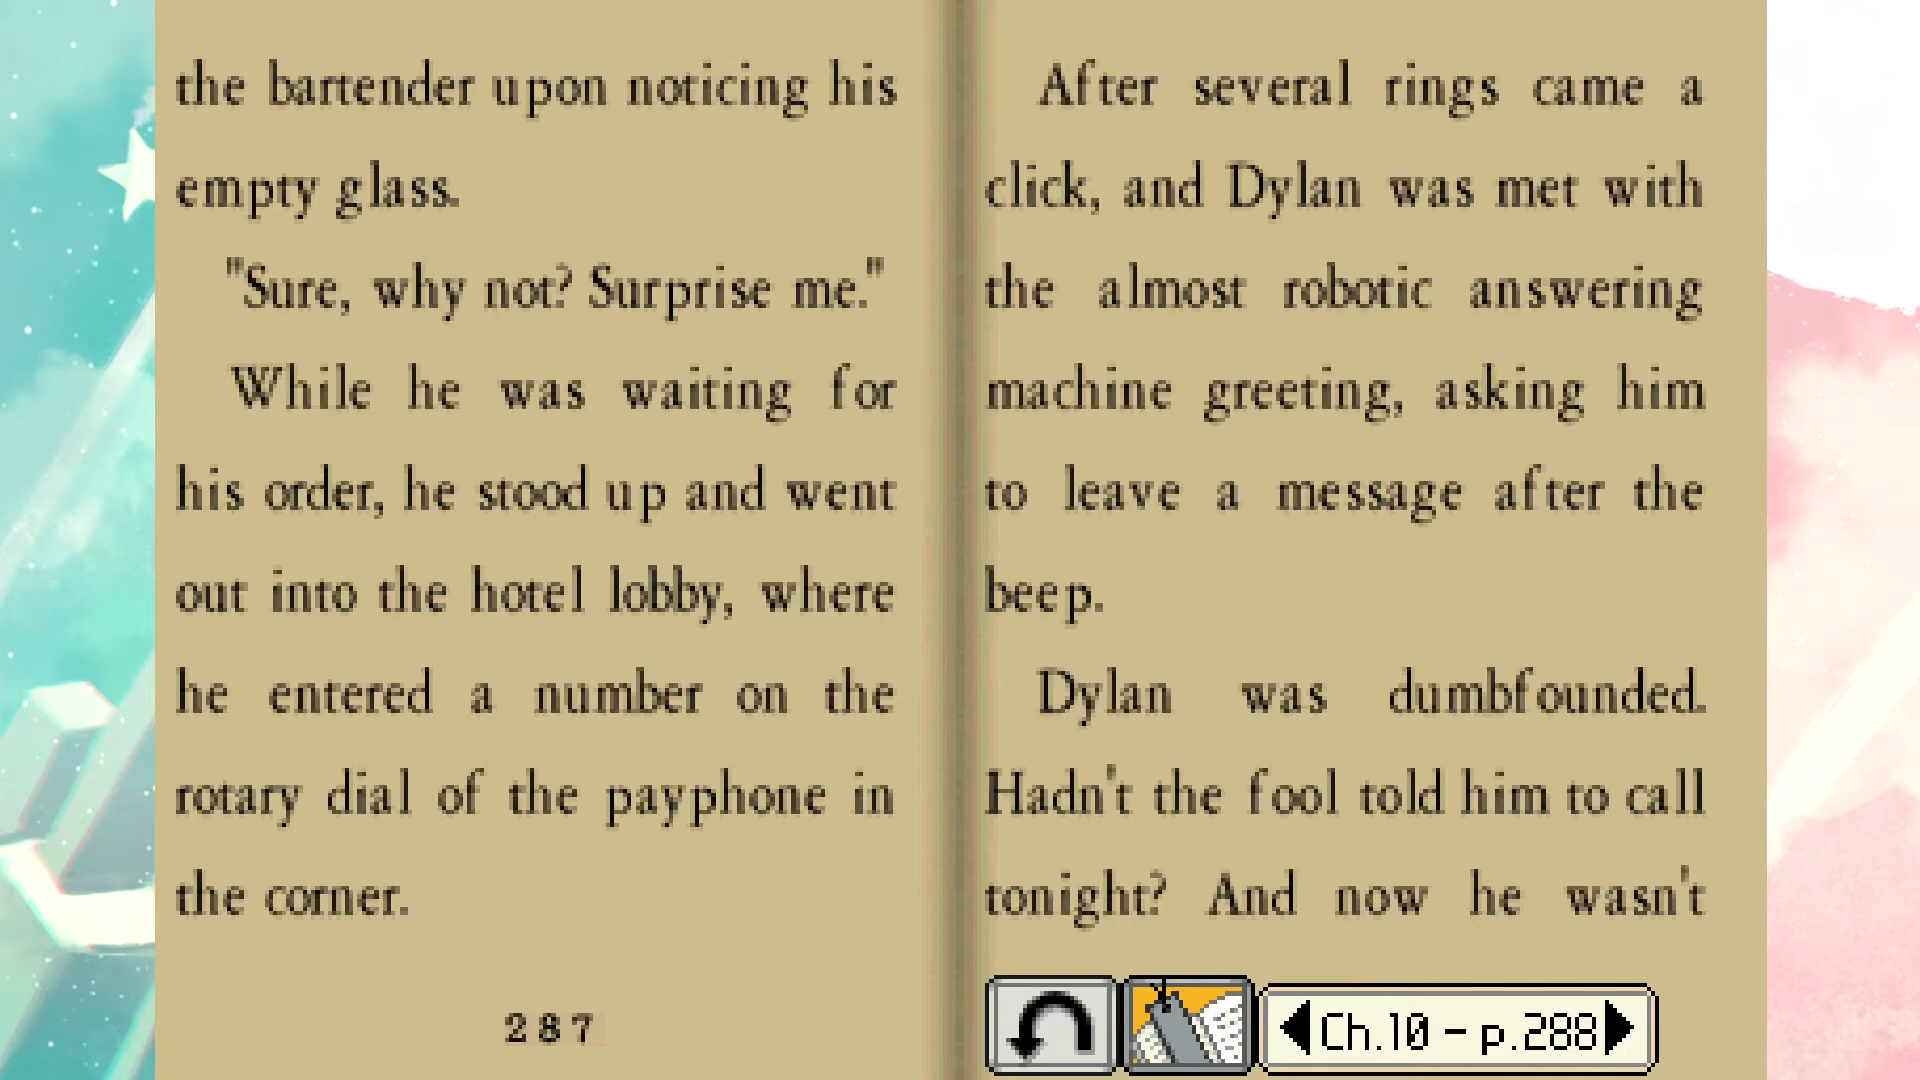 the bartender upon noticing his
empty glass.
"Sure, why not? Surprise me."
While he was waiting for
his order, he stood up and went
out into the hotel lobby, where
he entered a number on the
rotary dial of the payphone in
the corner.
287
After several rings came a
click, and Dylan was met with
the almost robotic answering
machine greeting, asking him
to leave a message after the
beep.
Dylan was dumbfounded.
Hadn't the fool told him to call
tonight? And now he wasn't
Ch.10 - p.288